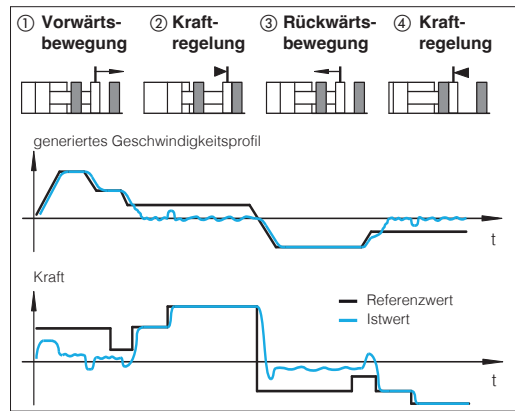 ① Vorwärts-
bewegung
② Kraft-
regelung
③ Rückwärts-
bewegung
④ Kraft-
regelung
generiertes Geschwindigkeitsprofil
t
Kraft
Referenzwert
Istwert
t